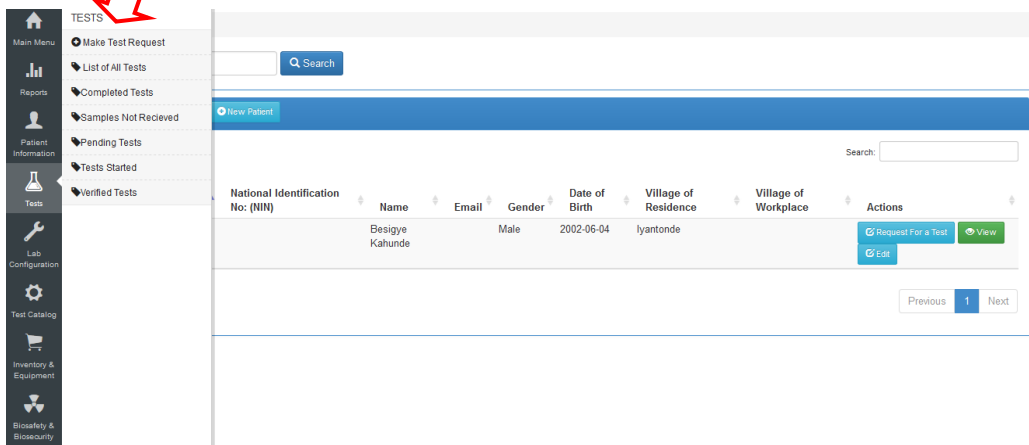 Main Menu
Reports
Patient
Information
Tests
Lab
Configuration
Test Catalog
Inventory &
Equipment
Biosafety &
Biosecurity
TESTS
Make Test Request
List of All Tests
Completed Tests
Samples Not Recieved
Pending Tests
Tests Started
Verified Tests
Search
New Patient
Search:
National Identification
No: (NIN)
Name
Email
Gender
Date of
Birth
Village of
Residence
Village of
Workplace
Actions
Besigye
Kahunde
Male
2002-06-04
Iyantonde
Request For a Test
View
Edit
Previous
1
Next